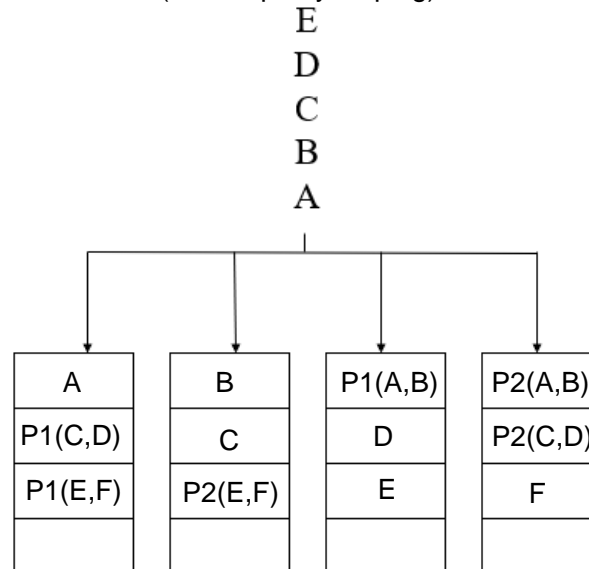 E
D
C
B
A
A B P1(A,B) P2(A,B)
P1(C,D) C D P2(C,D)
P1(E,F) P2(E,F) E F